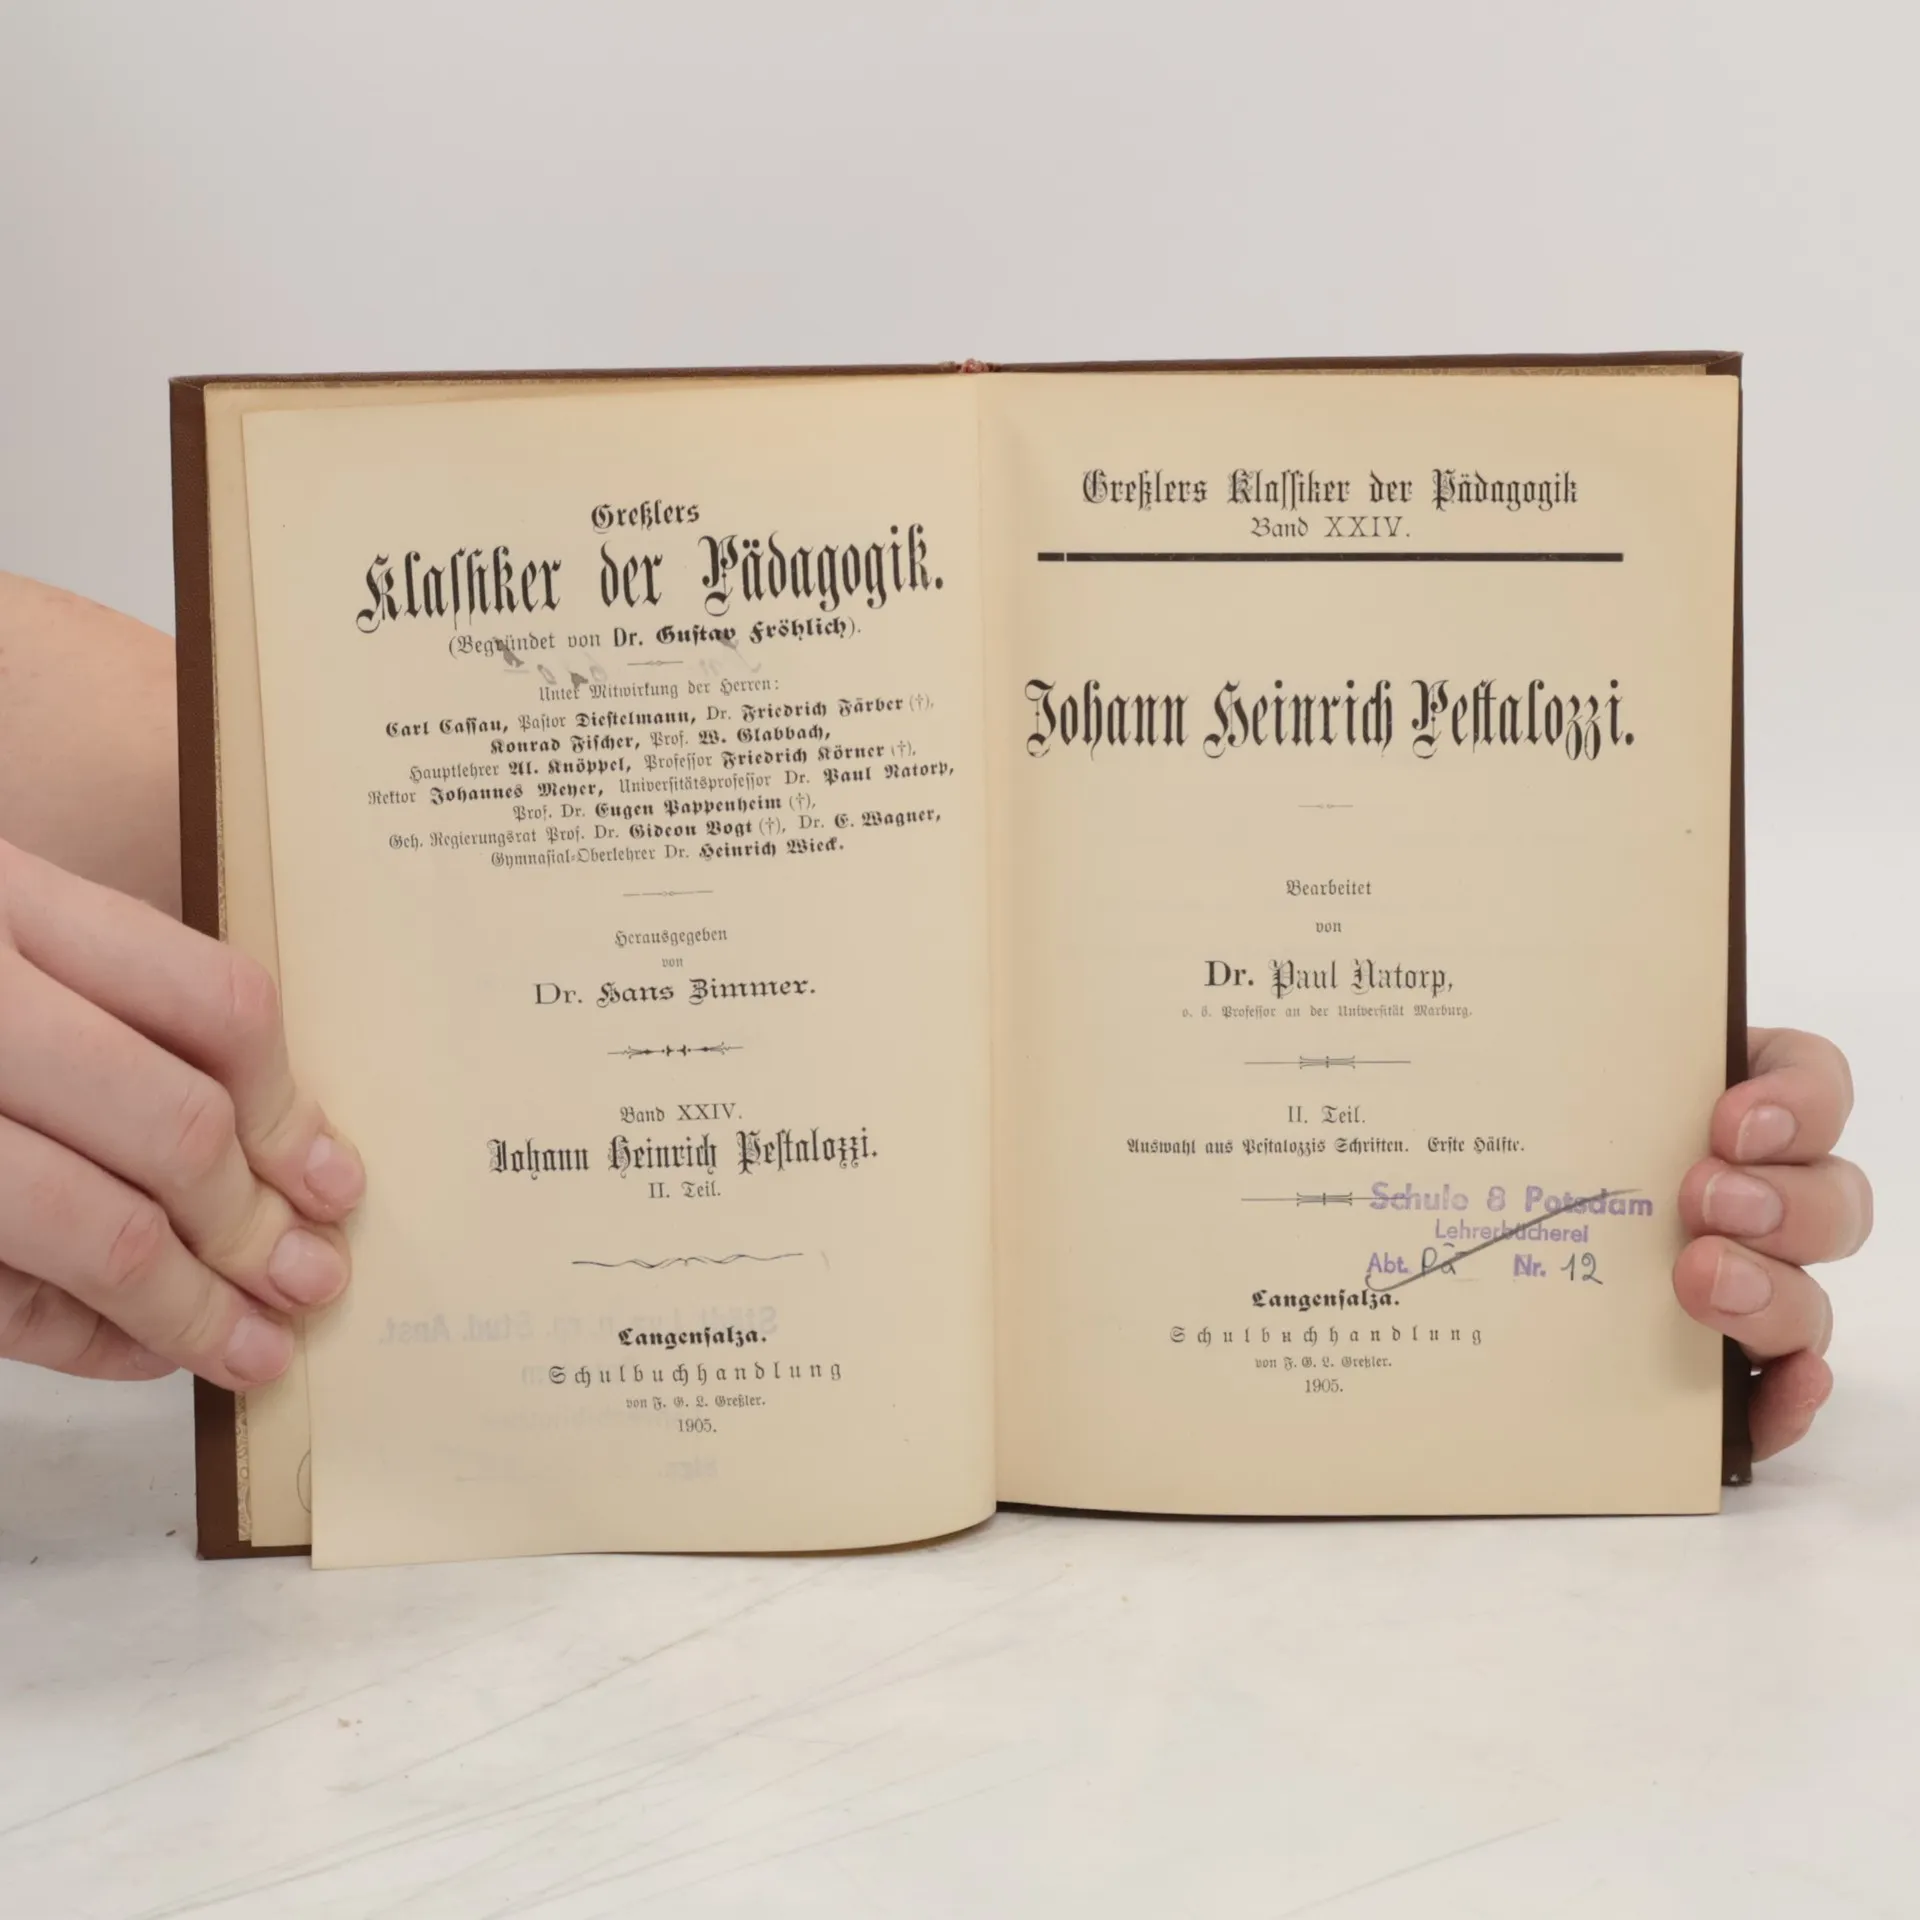 Greßlers
Klassiker der Pädagogik.
(Begründet von Dr. Gustav Fröhlich).
Unter Mitwirkung der Herren:
Carl Cassau, Pastor Diestelmann, Dr. Friedrich Färber (†),
Konrad Fischer, Prof. W. Glabbach,
Hauptlehrer Al. Knöppel, Professor Friedrich Körner (†),
Rektor Johannes Meyer, Universitätsprofessor Dr. Paul Natorp,
Prof. Dr. Eugen Pappenheim (†),
Geh. Regierungsrat Prof. Dr. Gideon Vogt (†), Dr. E. Wagner,
Gymnasial-Oberlehrer Dr. Heinrich Wieck.
Herausgegeben
von
Dr. Hans Zimmer.
Band XXIV.
Johann Heinrich Pestalozzi.
II. Teil.
Langensalza.
Schulbuchhandlung
von F. G. L. Greßler.
1905.
Greßlers Klassiker der Pädagogik
Band XXIV.
Johann Heinrich Pestalozzi.
Bearbeitet
von
Dr. Paul Natorp,
o. ö. Professor an der Universität Marburg.
II. Teil.
Auswahl aus Pestalozzis Schriften. Erste Hälfte.
Schule 8 Potsdam
Lehrerbücherei
Abt. Pä Nr. 12
Langensalza.
Schulbuchhandlung
von F. G. L. Greßler.
1905.